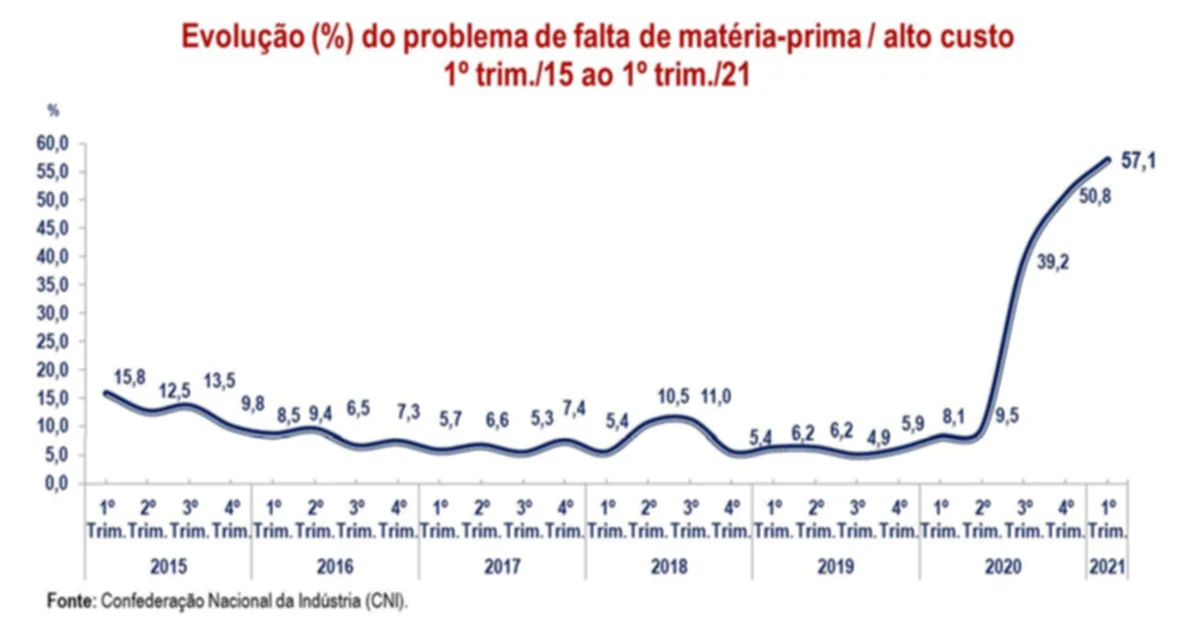 Evolução (%) do problema de falta de matéria-prima / alto custo
1º trim./15 ao 1º trim./21
%
60,0
55,0
50,0
45,0
40,0
35,0
30,0
25,0
20,0
15,0
10,0
5,0
0,0
15,8 12,5 13,5 9,8 8,5 9,4 6,5 7,3 5,7 6,6 5,3 7,4 5,4 10,5 11,0 5,4 6,2 6,2 4,9 5,9 8,1 9,5 39,2 50,8 57,1
1º 2º 3º 4º 1º 2º 3º 4º 1º 2º 3º 4º 1º 2º 3º 4º 1º 2º 3º 4º 1º 2º 3º 4º 1º
Trim. Trim. Trim. Trim. Trim. Trim. Trim. Trim. Trim. Trim. Trim. Trim. Trim. Trim. Trim. Trim. Trim. Trim. Trim. Trim. Trim. Trim. Trim. Trim. Trim.
2015 2016 2017 2018 2019 2020 2021
Fonte: Confederação Nacional da Indústria (CNI).